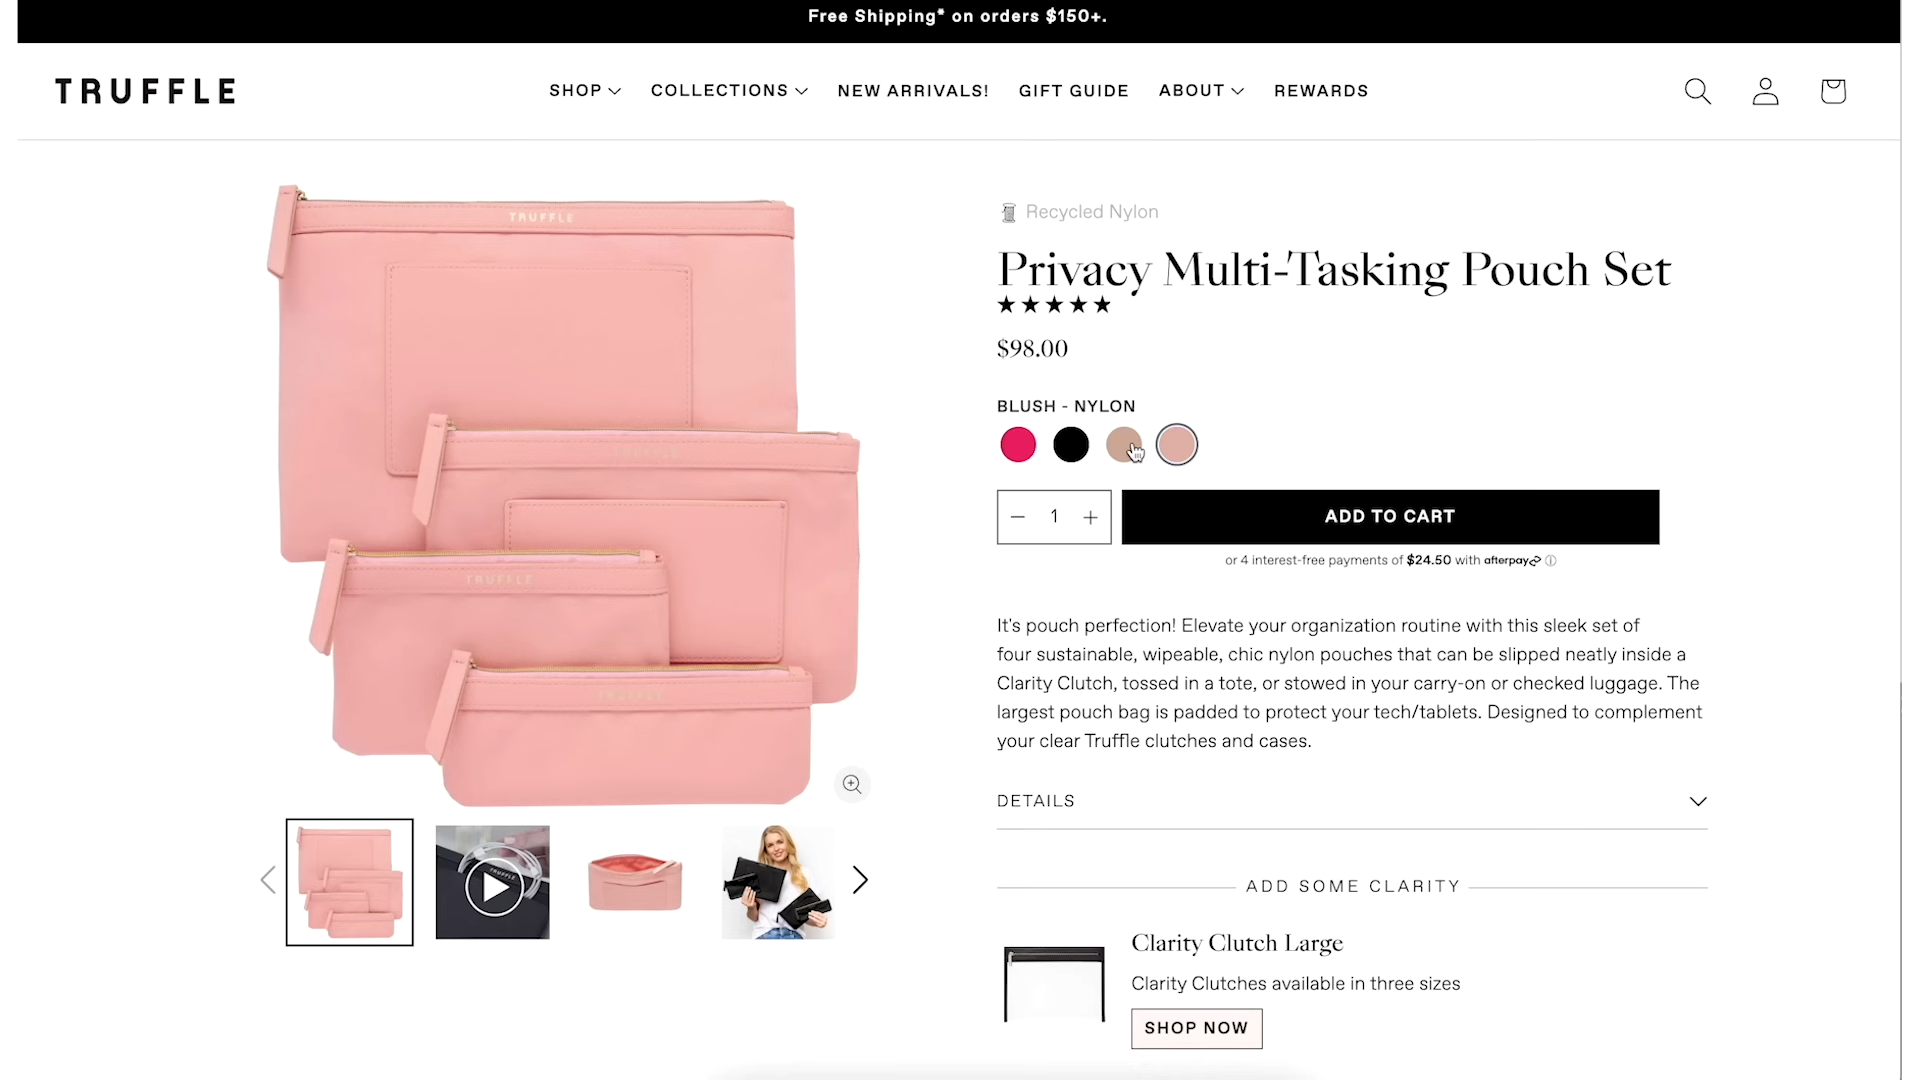 Free Shipping* on orders $150+.
TRUFFLE
SHOP
COLLECTIONS
NEW ARRIVALS!
GIFT GUIDE
ABOUT
REWARDS
TRUFFLE
TRUFFLE
TRUFFLE
TRUFFLE
Recycled Nylon
Privacy Multi-Tasking Pouch Set
$98.00
BLUSH - NYLON
1
ADD TO CART
or 4 interest-free payments of $24.50 with afterpay
It's pouch perfection! Elevate your organization routine with this sleek set of
four sustainable, wipeable, chic nylon pouches that can be slipped neatly inside a
Clarity Clutch, tossed in a tote, or stowed in your carry-on or checked luggage. The
largest pouch bag is padded to protect your tech/tablets. Designed to complement
your clear Truffle clutches and cases.
DETAILS
TRUFFLE
ADD SOME CLARITY
Clarity Clutch Large
Clarity Clutches available in three sizes
SHOP NOW